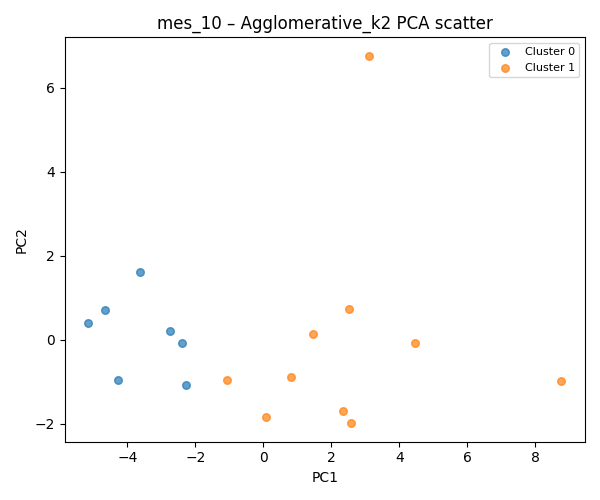 mes_10 – Agglomerative_k2 PCA scatter
Cluster 0
Cluster 1
6
4
2
0
−2
PC2
−4 −2 0 2 4 6 8
PC1